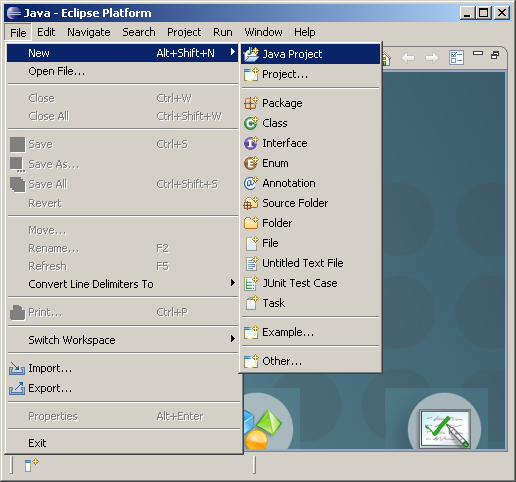 Java - Eclipse Platform
File Edit Navigate Search Project Run Window Help
New Alt+Shift+N
Open File...
Close Ctrl+W
Close All Ctrl+Shift+W
Save Ctrl+S
Save As...
Save All Ctrl+Shift+S
Revert
Move...
Rename... F2
Refresh F5
Convert Line Delimiters To
Print... Ctrl+P
Switch Workspace
Import...
Export...
Properties Alt+Enter
Exit
Java Project
Project...
Package
Class
Interface
Enum
Annotation
Source Folder
Folder
File
Untitled Text File
JUnit Test Case
Task
Example...
Other...